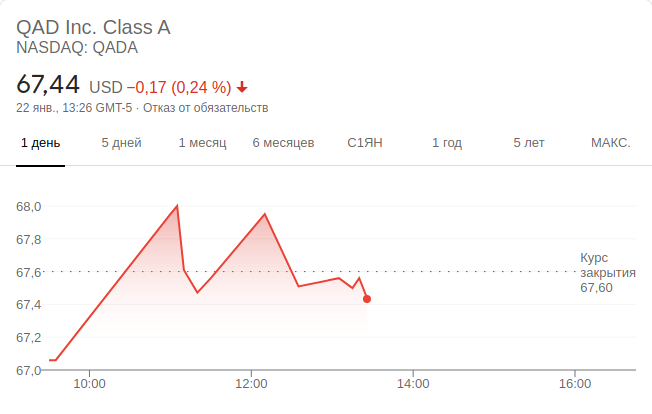 QAD Inc. Class A
NASDAQ: QADA
67,44 USD −0,17 (0,24 %)
22 янв., 13:26 GMT-5 · Отказ от обязательств
1 день 5 дней 1 месяц 6 месяцев С1ЯН 1 год 5 лет МАКС.
68,0
67,8
67,6
67,4
67,2
67,0
Курс
закрытия
67,60
10:00 12:00 14:00 16:00